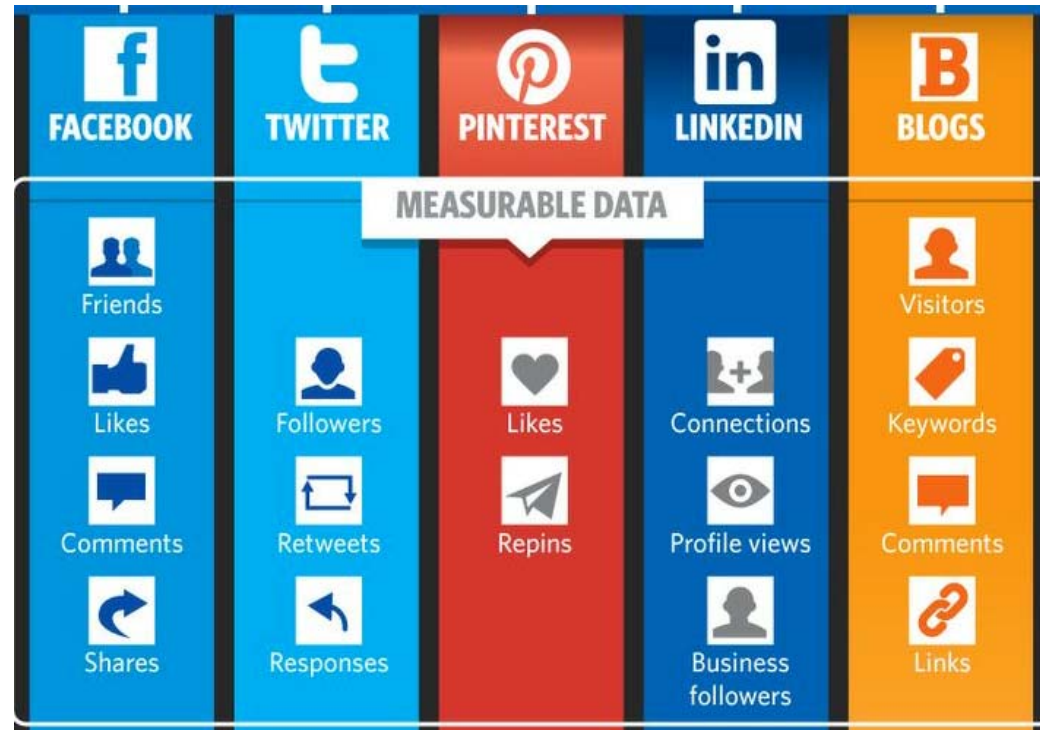 FACEBOOK
TWITTER
PINTEREST
in
LINKEDIN
B
BLOGS
MEASURABLE DATA
Friends
Visitors
Likes
Followers
Likes
Connections
Keywords
Comments
Retweets
Repins
Profile views
Comments
Shares
Responses
Business
followers
Links